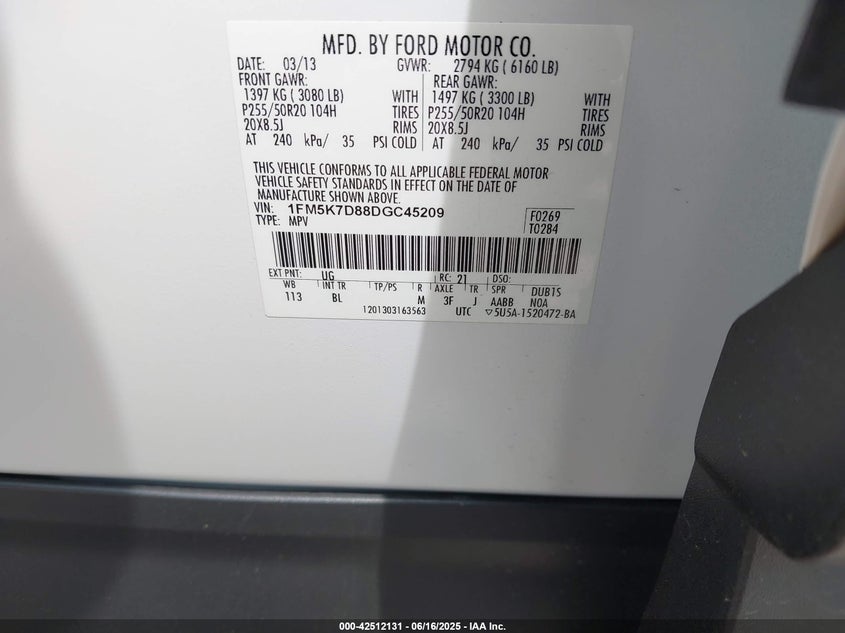 MFD. BY FORD MOTOR CO.
DATE: 03/13 GVWR: 2794 KG ( 6160 LB)
FRONT GAWR: REAR GAWR:
1397 KG ( 3080 LB) WITH 1497 KG ( 3300 LB) WITH
P255/50R20 104H TIRES P255/50R20 104H TIRES
20X8.5J RIMS 20X8.5J RIMS
AT 240 kPa/ 35 PSI COLD AT 240 kPa/ 35 PSI COLD
THIS VEHICLE CONFORMS TO ALL APPLICABLE FEDERAL MOTOR
VEHICLE SAFETY STANDARDS IN EFFECT ON THE DATE OF
MANUFACTURE SHOWN ABOVE.
VIN: 1FM5K7D88DGC45209 F0269
TYPE: MPV T0284
EXT PNT: UG RC: 21 DSO:
WB INT TR TP/PS R AXLE TR SPR DUBTS
113 BL M 3F J AABB N0A
1201303163563 UTC ▽5U5A-1520472-BA
000-42512131 - 06/16/2025 - IAA Inc.